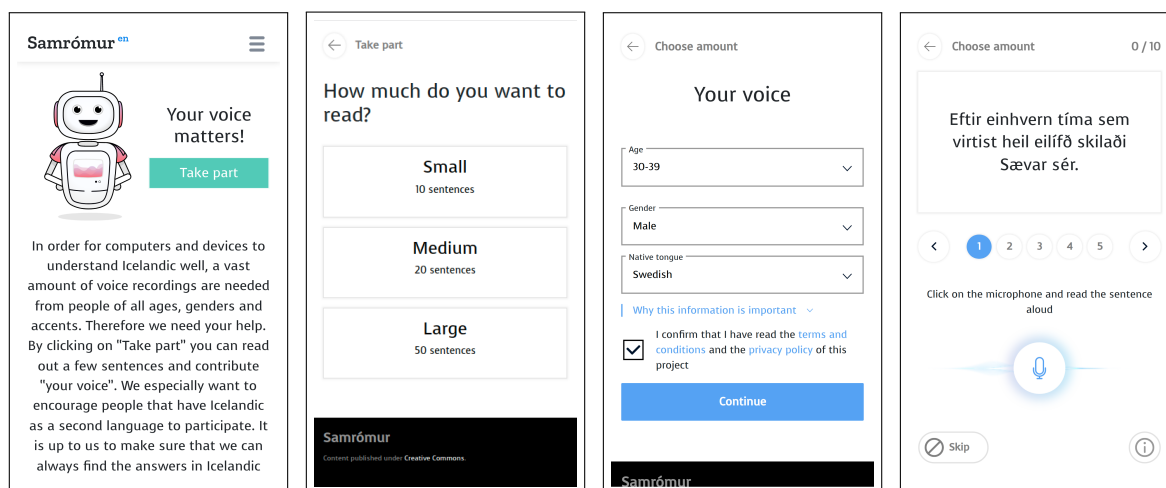 Samrómur en
Your voice
matters!
Take part
In order for computers and devices to
understand Icelandic well, a vast
amount of voice recordings are needed
from people of all ages, genders and
accents. Therefore we need your help.
By clicking on "Take part" you can read
out a few sentences and contribute
"your voice". We especially want to
encourage people that have Icelandic
as a second language to participate. It
is up to us to make sure that we can
always find the answers in Icelandic
Take part
How much do you want to
read?
Small
10 sentences
Medium
20 sentences
Large
50 sentences
Samrómur
Content published under Creative Commons.
Choose amount
Your voice
Age
30-39
Gender
Male
Native tongue
Swedish
Why this information is important
I confirm that I have read the terms and
conditions and the privacy policy of this
project
Continue
Samrómur
Choose amount 0 / 10
Eftir einhvern tíma sem
virtist heil eilífð skilaði
Sævar sér.
1 2 3 4 5
Click on the microphone and read the sentence
aloud
Skip